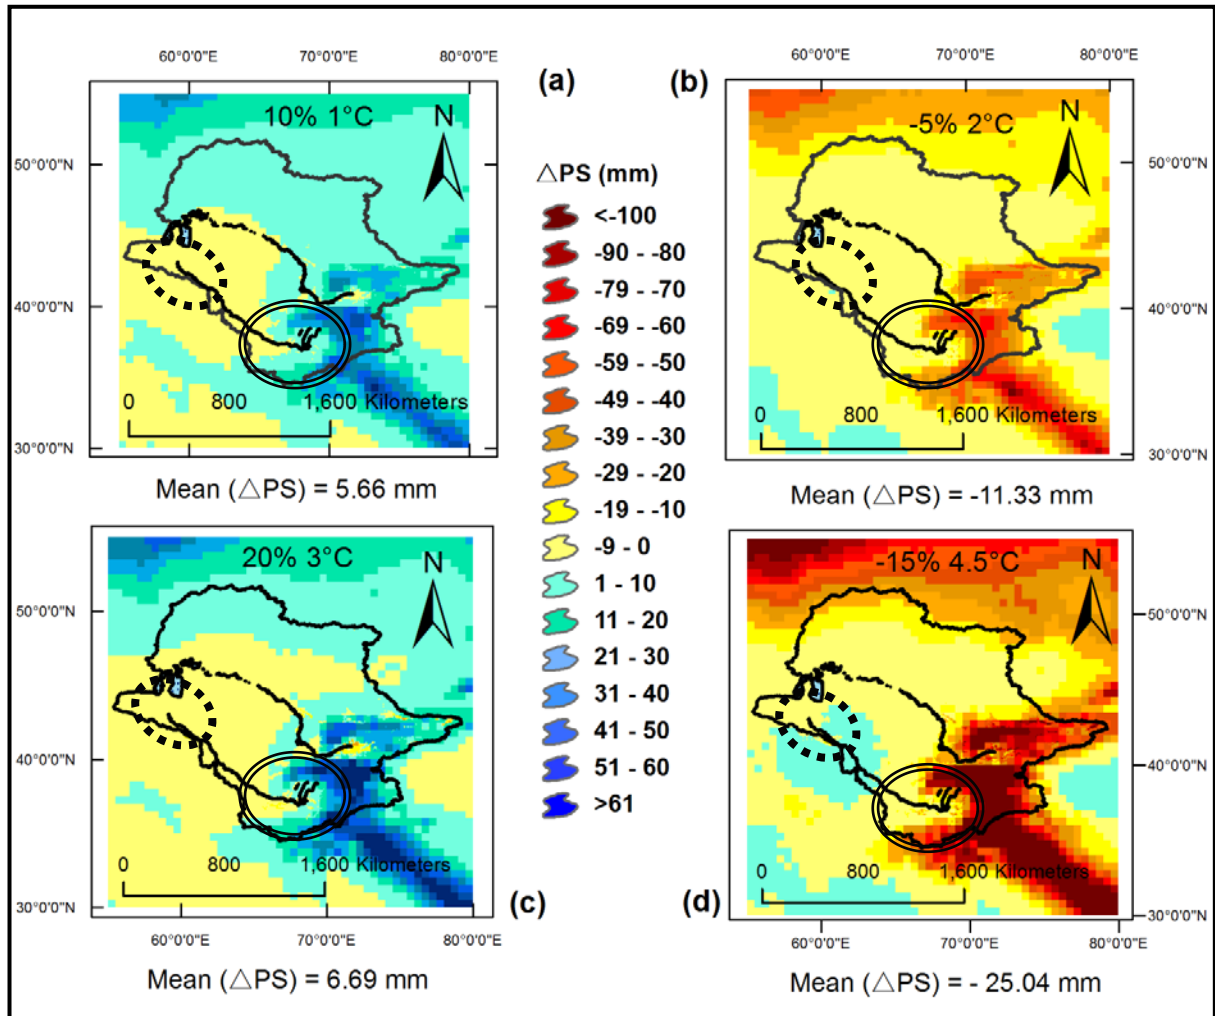 60°0'0"E 70°0'0"E 80°0'0"E
(a)
10% 1°C
N
50°0'0"N
40°0'0"N
30°0'0"N
0 800 1,600 Kilometers
Mean (△PS) = 5.66 mm
60°0'0"E 70°0'0"E 80°0'0"E
(b)
-5% 2°C
N
50°0'0"N
40°0'0"N
30°0'0"N
0 800 1,600 Kilometers
Mean (△PS) = -11.33 mm
△PS (mm)
<-100
-90 - -80
-79 - -70
-69 - -60
-59 - -50
-49 - -40
-39 - -30
-29 - -20
-19 - -10
-9 - 0
1 - 10
11 - 20
21 - 30
31 - 40
41 - 50
51 - 60
>61
20% 3°C
N
50°0'0"N
40°0'0"N
30°0'0"N
0 800 1,600 Kilometers
(c)
60°0'0"E 70°0'0"E 80°0'0"E
Mean (△PS) = 6.69 mm
-15% 4.5°C
N
50°0'0"N
40°0'0"N
30°0'0"N
0 800 1,600 Kilometers
(d)
60°0'0"E 70°0'0"E 80°0'0"E
Mean (△PS) = - 25.04 mm